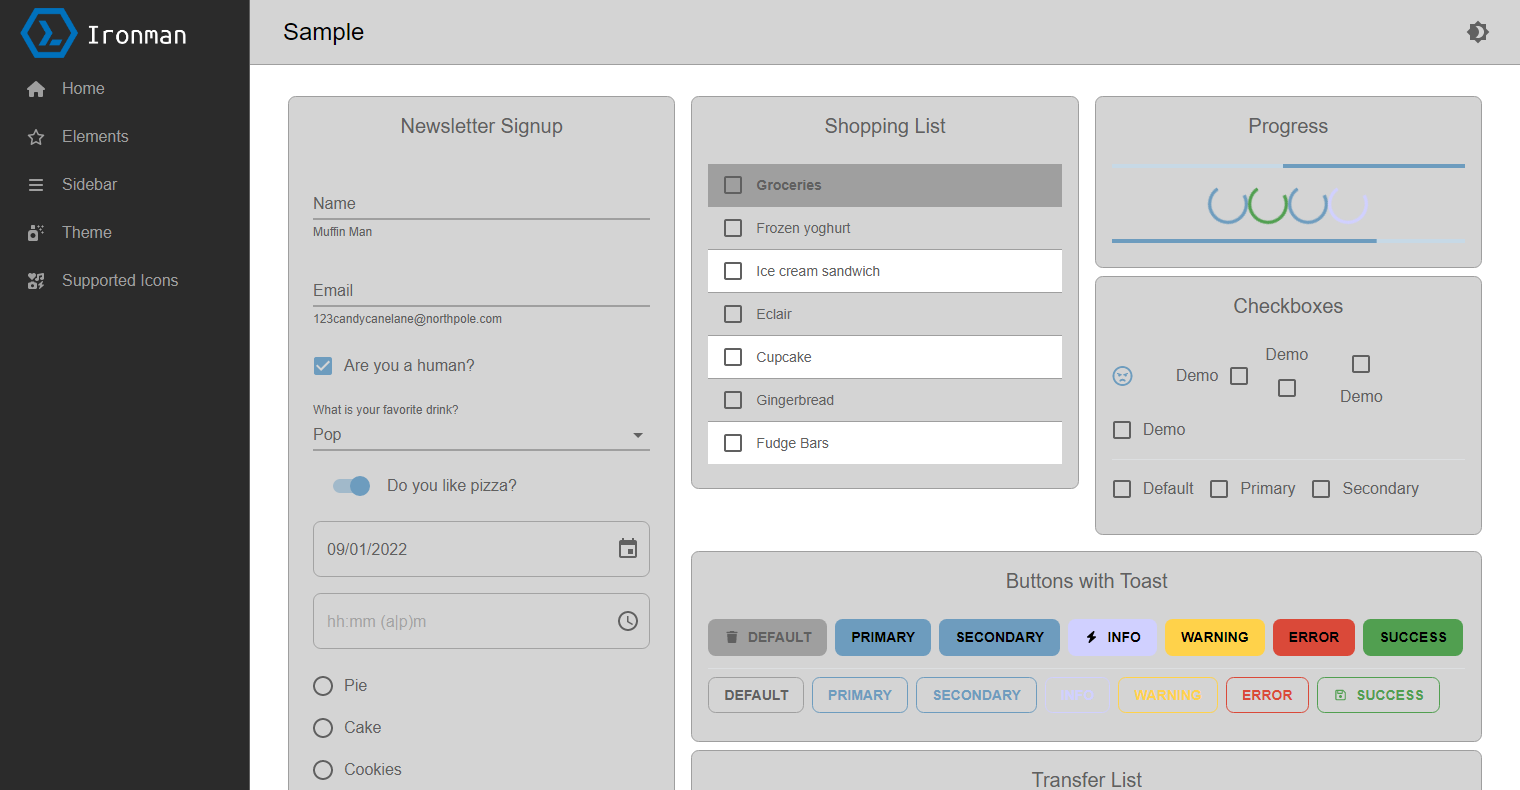 Ironman
Home
Elements
Sidebar
Theme
Supported Icons
Sample
Newsletter Signup
Name
Muffin Man
Email
123candycanelane@northpole.com
Are you a human?
What is your favorite drink?
Pop
Do you like pizza?
09/01/2022
hh:mm (a|p)m
Pie
Cake
Cookies
Shopping List
Groceries
Frozen yoghurt
Ice cream sandwich
Eclair
Cupcake
Gingerbread
Fudge Bars
Progress
Checkboxes
Demo
Demo
Demo
Demo
Default Primary Secondary
Buttons with Toast
DEFAULT PRIMARY SECONDARY INFO WARNING ERROR SUCCESS
DEFAULT PRIMARY SECONDARY INFO WARNING ERROR SUCCESS
Transfer List